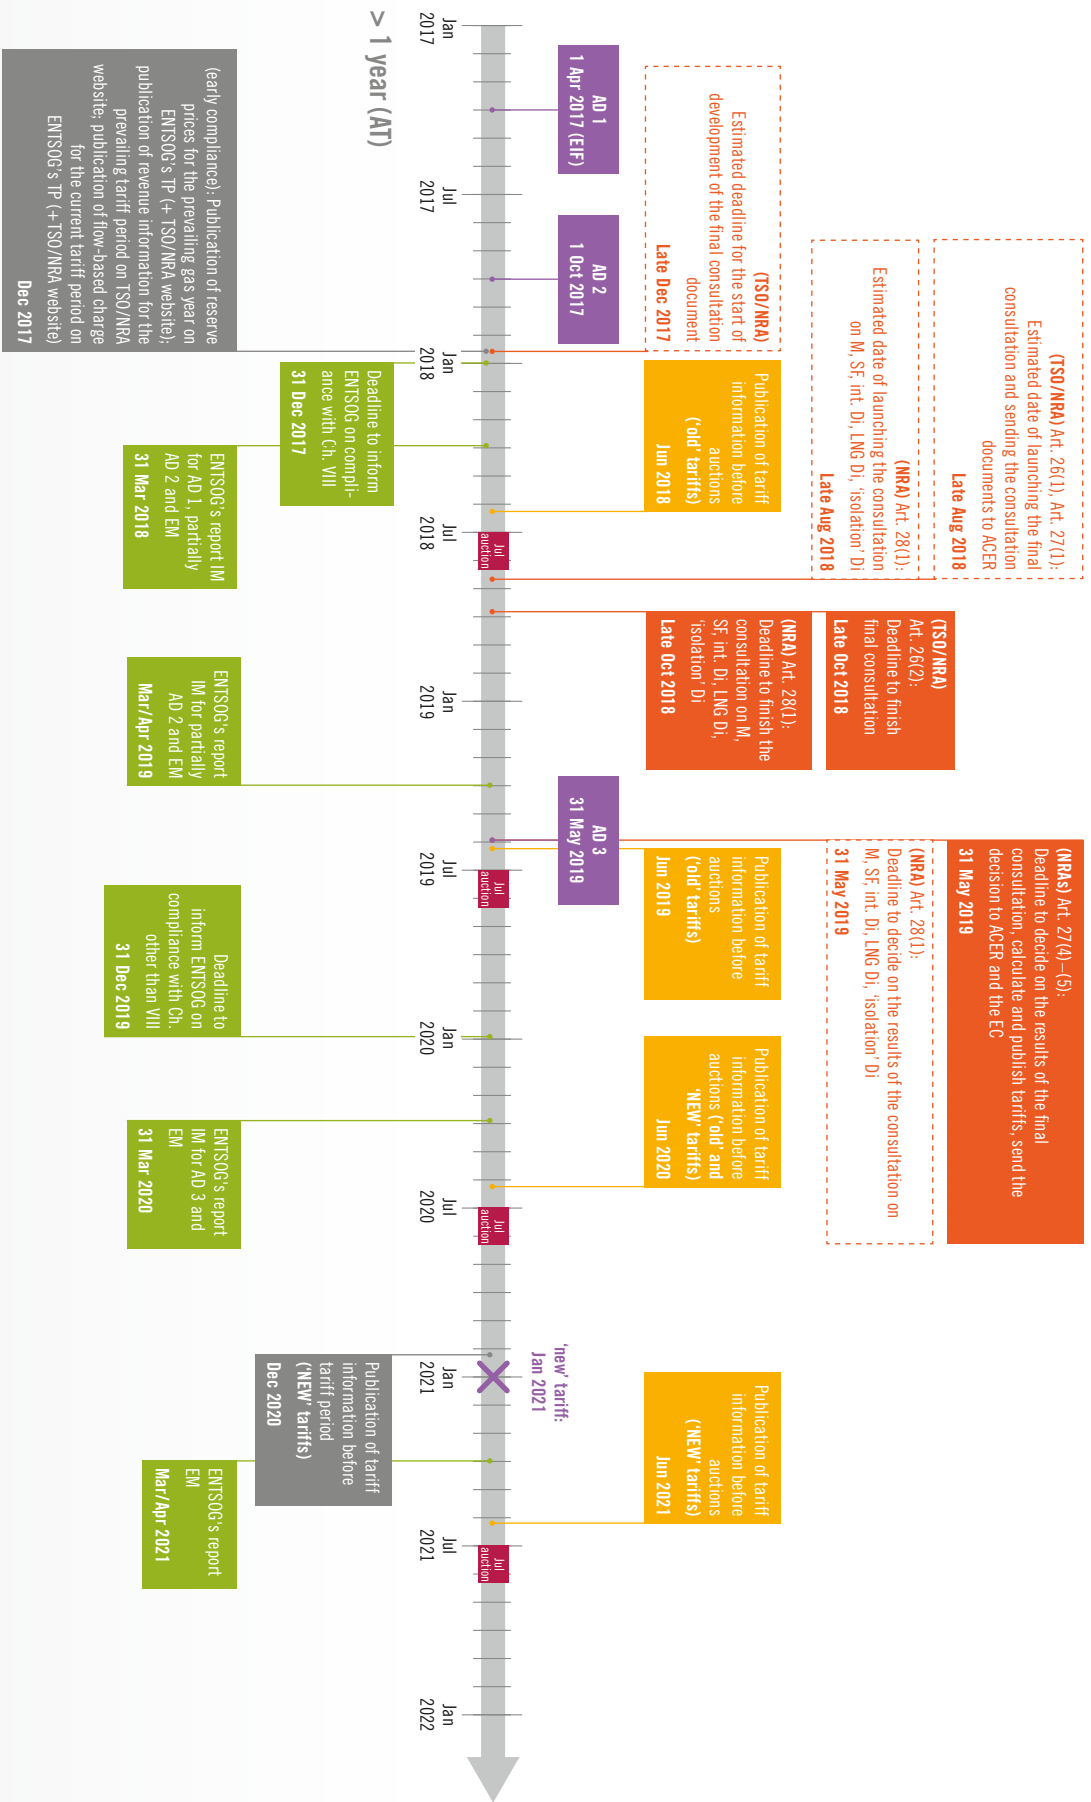 (TSO/NRA) Art. 26(1), Art. 27(1):
Estimated date of launching the final
consultation and sending the consultation
documents to ACER
Late Aug 2018
(NRAs) Art. 27(4)–(5):
Deadline to decide on the results of the final
consultation, calculate and publish tariffs, send the
decision to ACER and the EC
31 May 2019
(NRA) Art. 28(1):
Estimated date of launching the consultation
on M, SF, int. Di, LNG Di, 'isolation' Di
Late Aug 2018
(TSO/NRA)
Art. 26(2):
Deadline to finish
final consultation
Late Oct 2018
(NRA) Art. 28(1):
Deadline to decide on the results of the consultation on
M, SF, int. Di, LNG Di, 'isolation' Di
31 May 2019
(TSO/NRA)
Estimated deadline for the start of
development of the final consultation
document
Late Dec 2017
Publication of tariff
information before
auctions
('old' tariffs)
Jun 2018
(NRA) Art. 28(1):
Deadline to finish the
consultation on M,
SF, int. Di, LNG Di,
'isolation' Di
Late Oct 2018
Publication of tariff
information before
auctions
('old' tariffs)
Jun 2019
Publication of tariff
information before
auctions ('old' and
'NEW' tariffs)
Jun 2020
Publication of tariff
information before
auctions
('NEW' tariffs)
Jun 2021
AD 1
1 Apr 2017 (EIF)
AD 2
1 Oct 2017
AD 3
31 May 2019
'new' tariff:
Jan 2021
Jul
auction
Jul
auction
Jul
auction
Jul
auction
Jan
2017
Jul
2017
Jan
2018
Jul
2018
Jan
2019
Jul
2019
Jan
2020
Jul
2020
Jan
2021
Jul
2021
Jan
2022
> 1 year (AT)
(early compliance): Publication of reserve
prices for the prevailing gas year on
ENTSOG's TP (+ TSO/NRA website);
publication of revenue information for the
prevailing tariff period on TSO/NRA
website; publication of flow-based charge
for the current tariff period on
ENTSOG's TP (+ TSO/NRA website)
Dec 2017
Deadline to inform
ENTSOG on compli-
ance with Ch. VIII
31 Dec 2017
ENTSOG's report IM
for AD 1, partially
AD 2 and EM
31 Mar 2018
ENTSOG's report
IM for partially
AD 2 and EM
Mar/Apr 2019
Deadline to
inform ENTSOG on
compliance with Ch.
other than VIII
31 Dec 2019
ENTSOG's report
IM for AD 3 and
EM
31 Mar 2020
Publication of tariff
information before
tariff period
('NEW' tariffs)
Dec 2020
ENTSOG's report
EM
Mar/Apr 2021